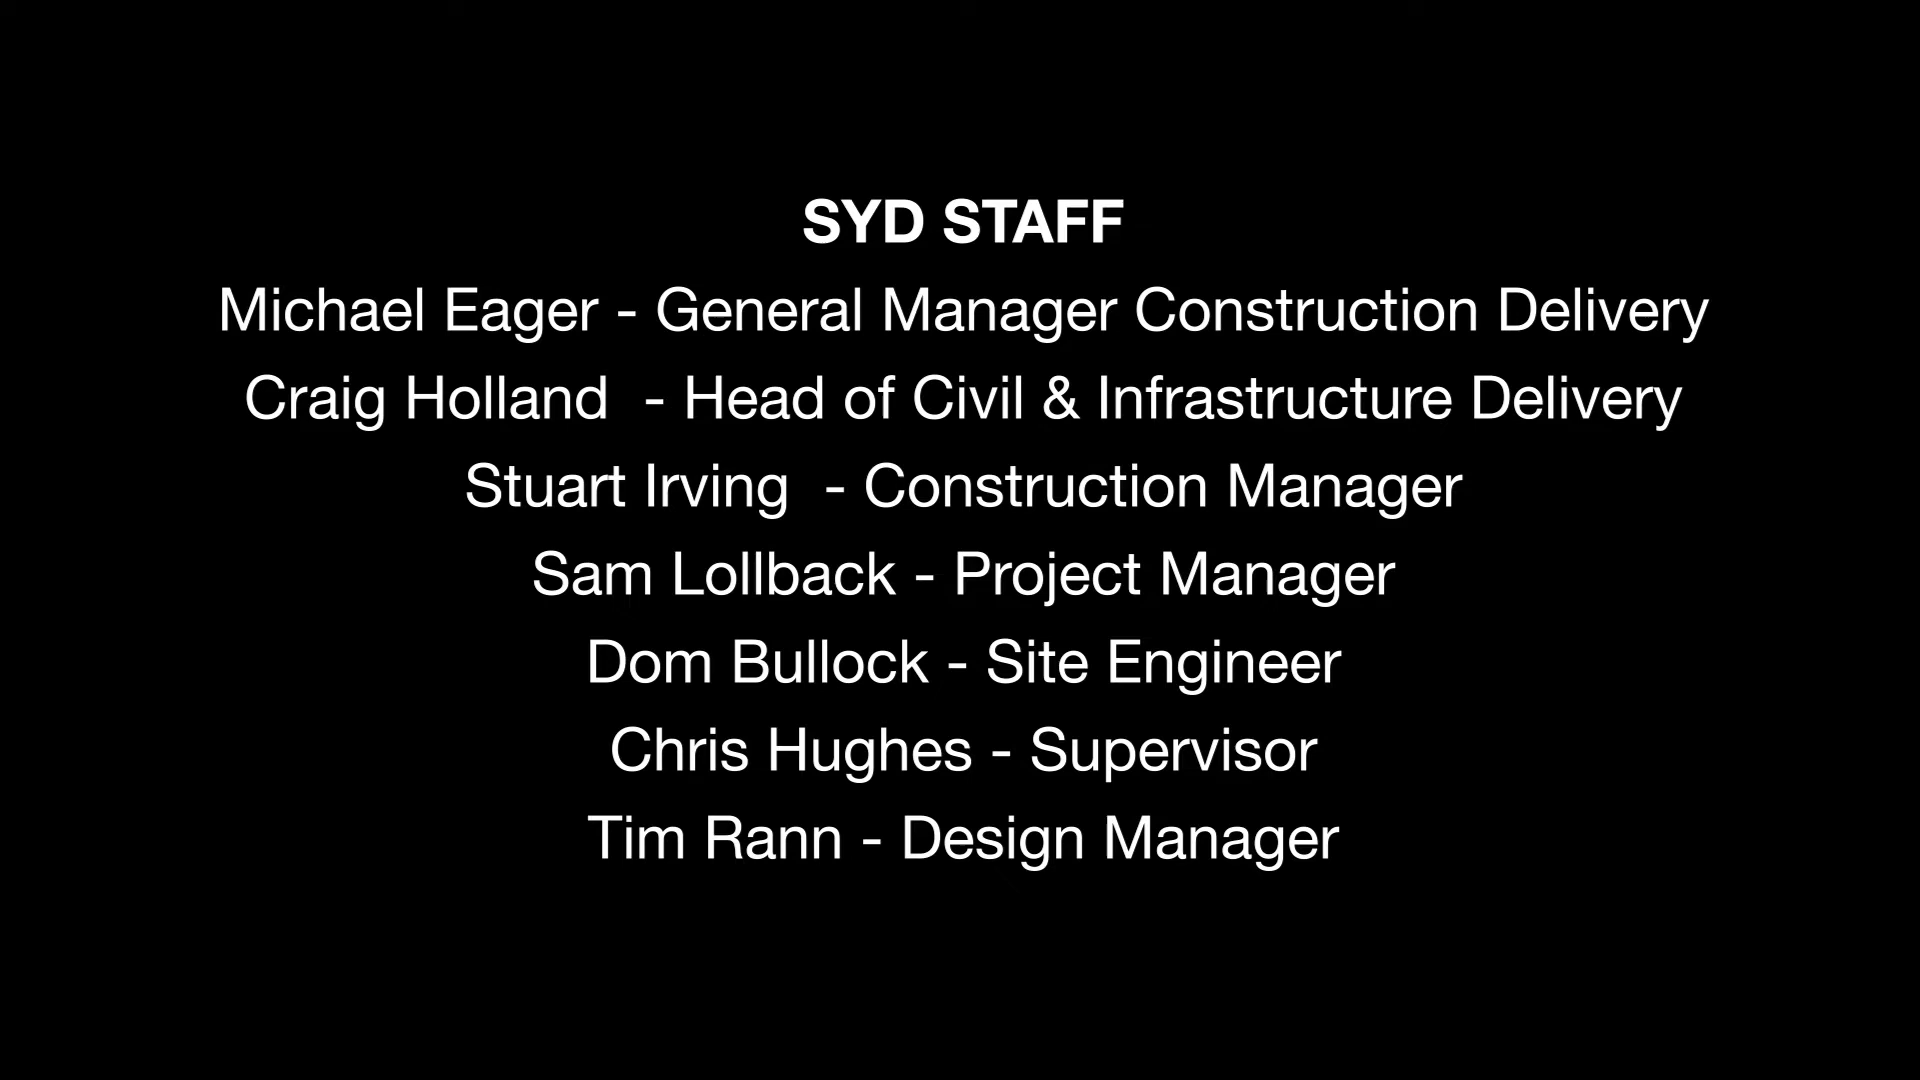 SYD STAFF
Michael Eager - General Manager Construction Delivery
Craig Holland  - Head of Civil & Infrastructure Delivery
Stuart Irving  - Construction Manager
Sam Lollback - Project Manager
Dom Bullock - Site Engineer
Chris Hughes - Supervisor
Tim Rann - Design Manager